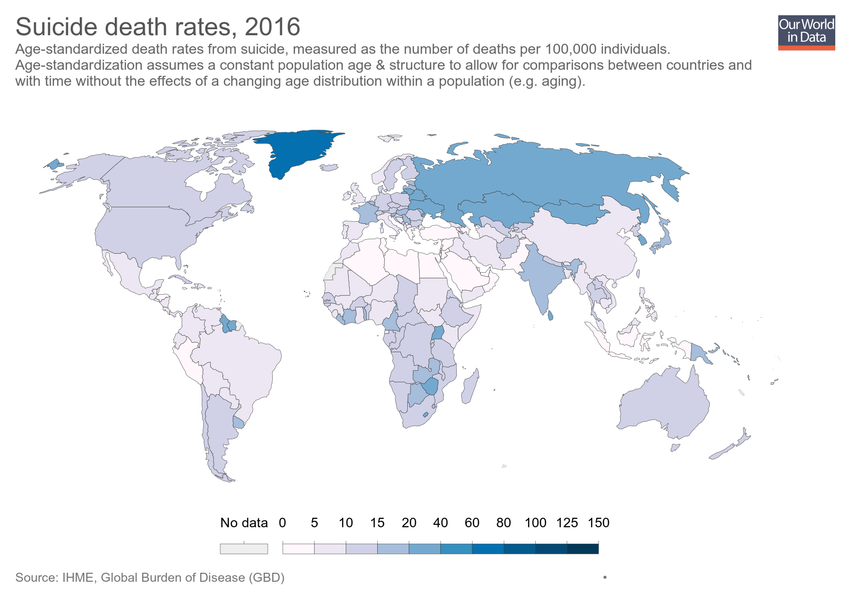 Suicide death rates, 2016
Our World
in Data
Age-standardized death rates from suicide, measured as the number of deaths per 100,000 individuals.
Age-standardization assumes a constant population age & structure to allow for comparisons between countries and
with time without the effects of a changing age distribution within a population (e.g. aging).
No data 0 5 10 15 20 40 60 80 100 125 150
Source: IHME, Global Burden of Disease (GBD)